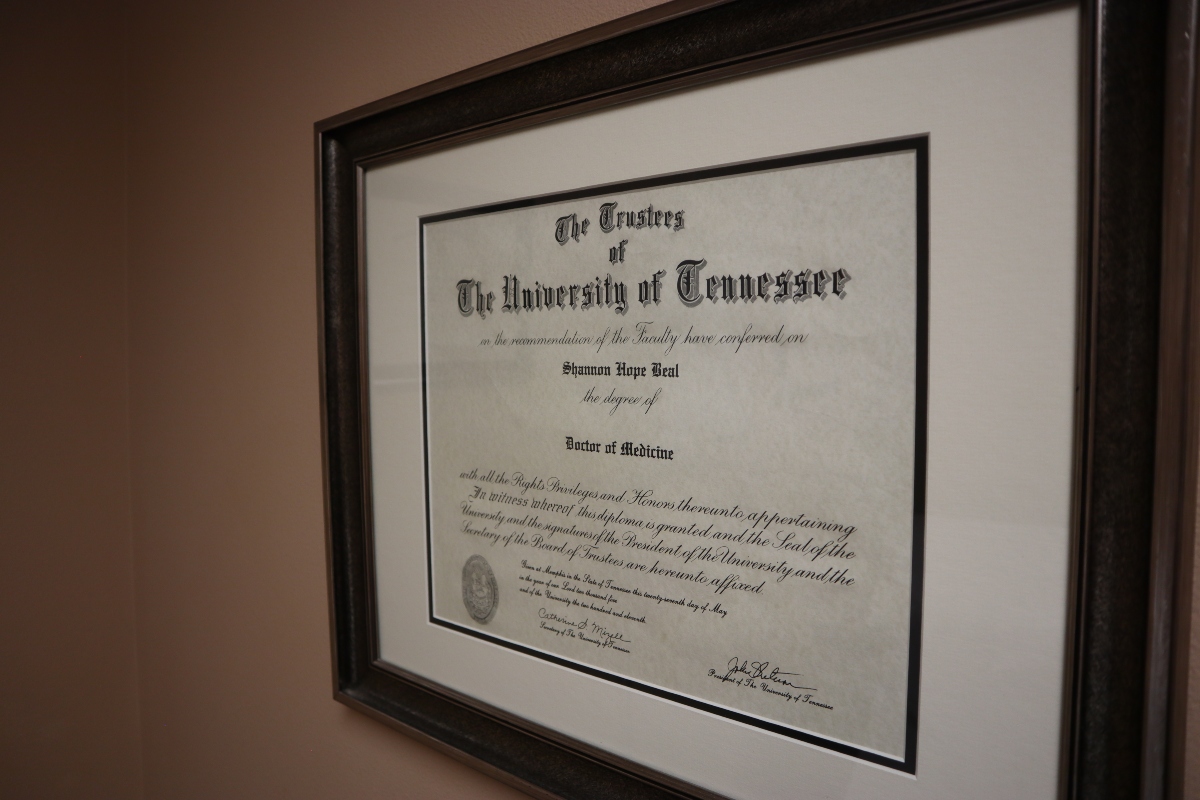 The Trustees
of
The University of Tennessee
on the recommendation of the Faculty have conferred on
Shannon Hope Beal
the degree of
Doctor of Medicine
with all the Rights Privileges and Honors thereunto appertaining
In witness whereof this diploma is granted and the Seal of the
University and the signatures of the President of the University and the
Secretary of the Board of Trustees are hereunto affixed.
Given at Memphis in the State of Tennessee this twenty-seventh day of May
in the year of our Lord two thousand five
and of the University the two hundred and eleventh
Catherine S. Mizell
Secretary of The University of Tennessee
President of The University of Tennessee